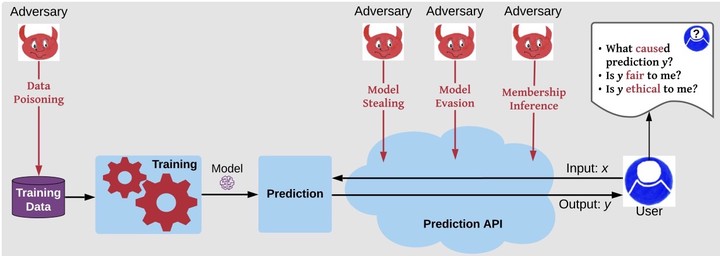 Adversary
Adversary
Adversary
Adversary
Data
Poisoning
Model
Stealing
Model
Evasion
Membership
Inference
?
• What caused
prediction y?
• Is y fair to me?
• Is y ethical to me?
Training
Data
Training
Model
Prediction
Prediction API
Input: x
Output: y
User